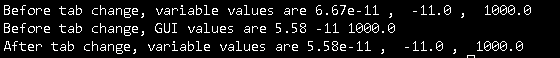 Before tab change, variable values are 6.67e-11 ,  -11.0 ,  1000.0
Before tab change, GUI values are 5.58 -11 1000.0
After tab change, variable values are 5.58e-11 ,  -11.0 ,  1000.0